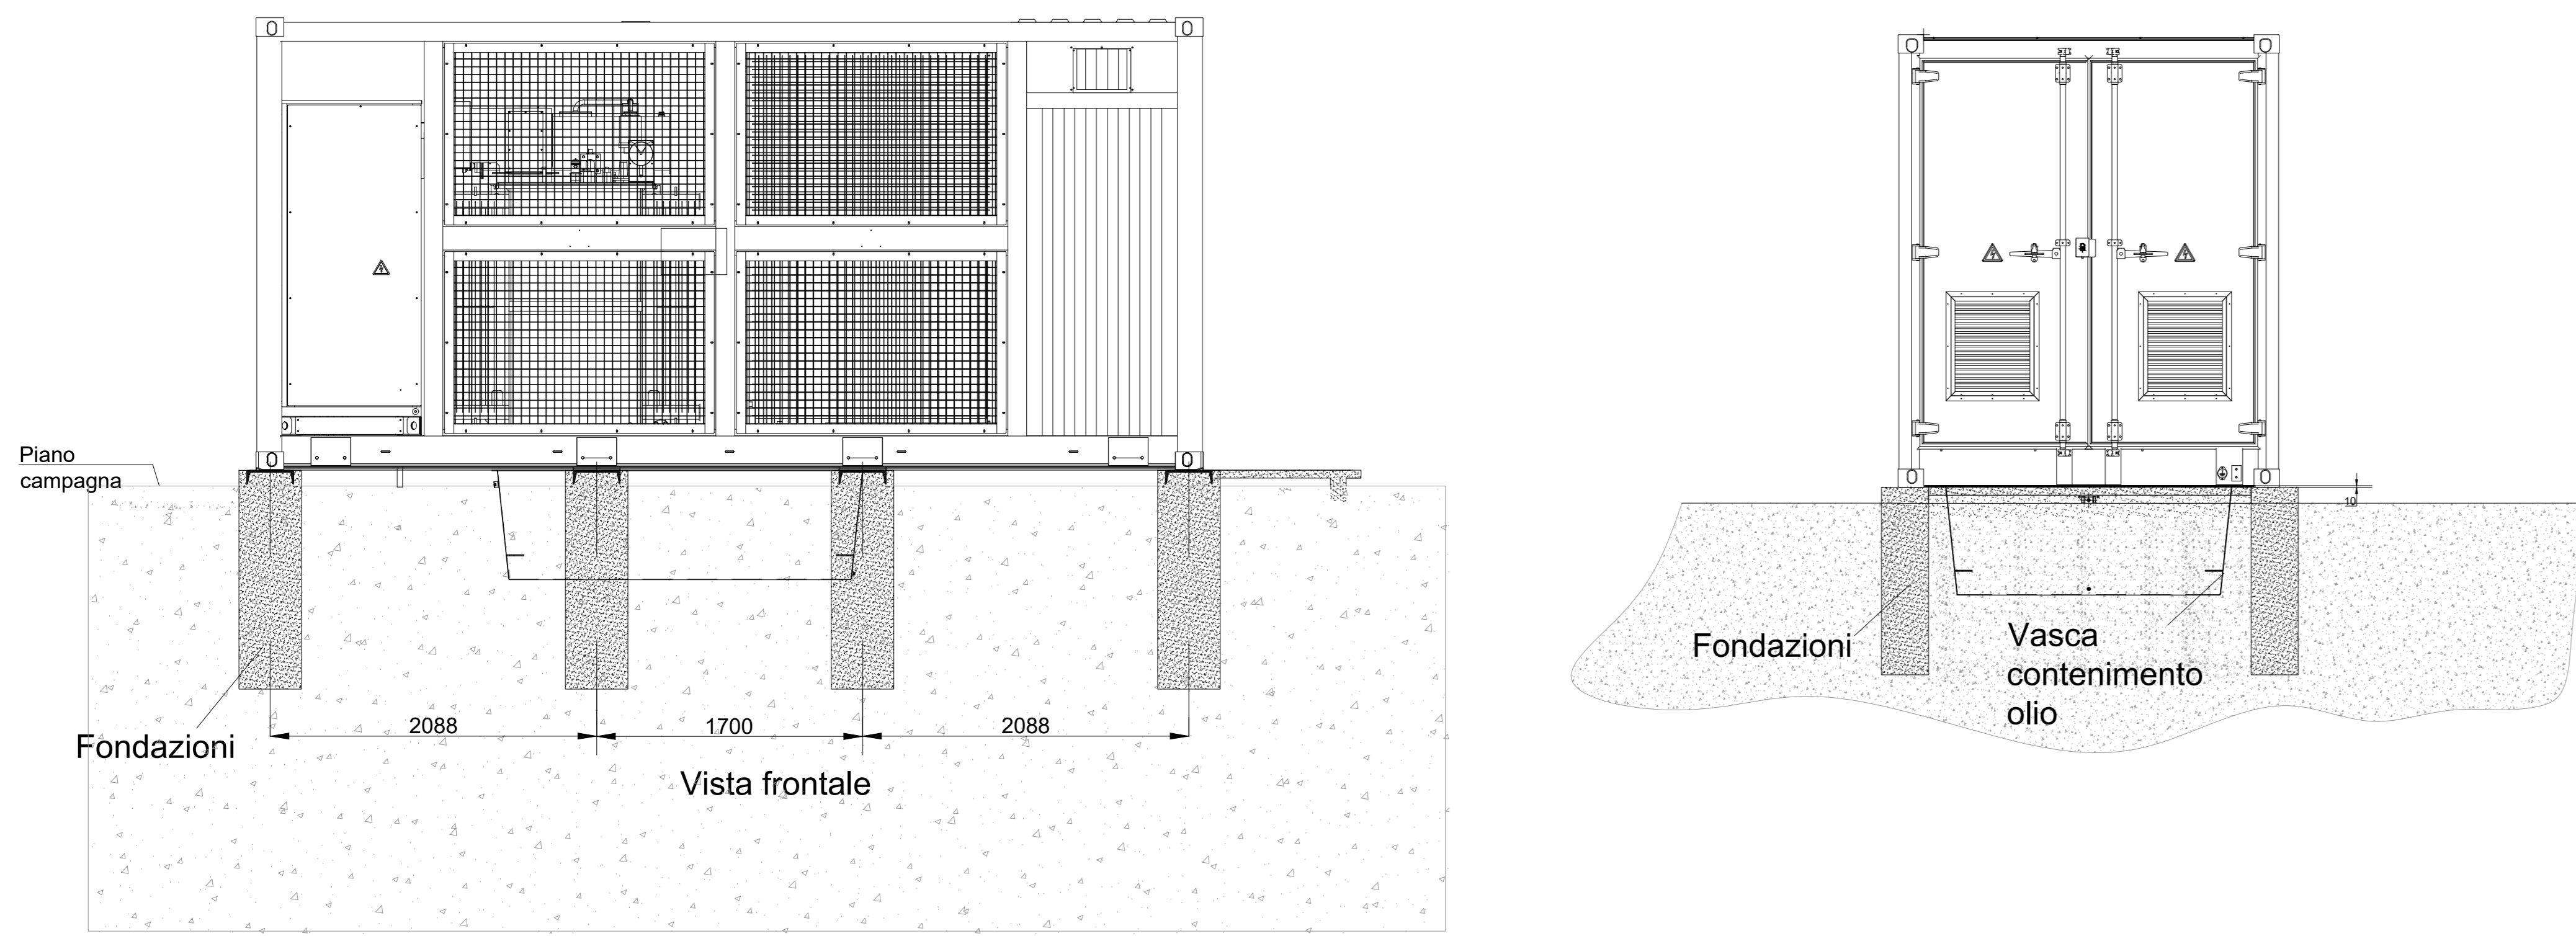 Piano
campagna
Fondazioni
2088
1700
2088
Vista frontale
10
Fondazioni
Vasca
contenimento
olio